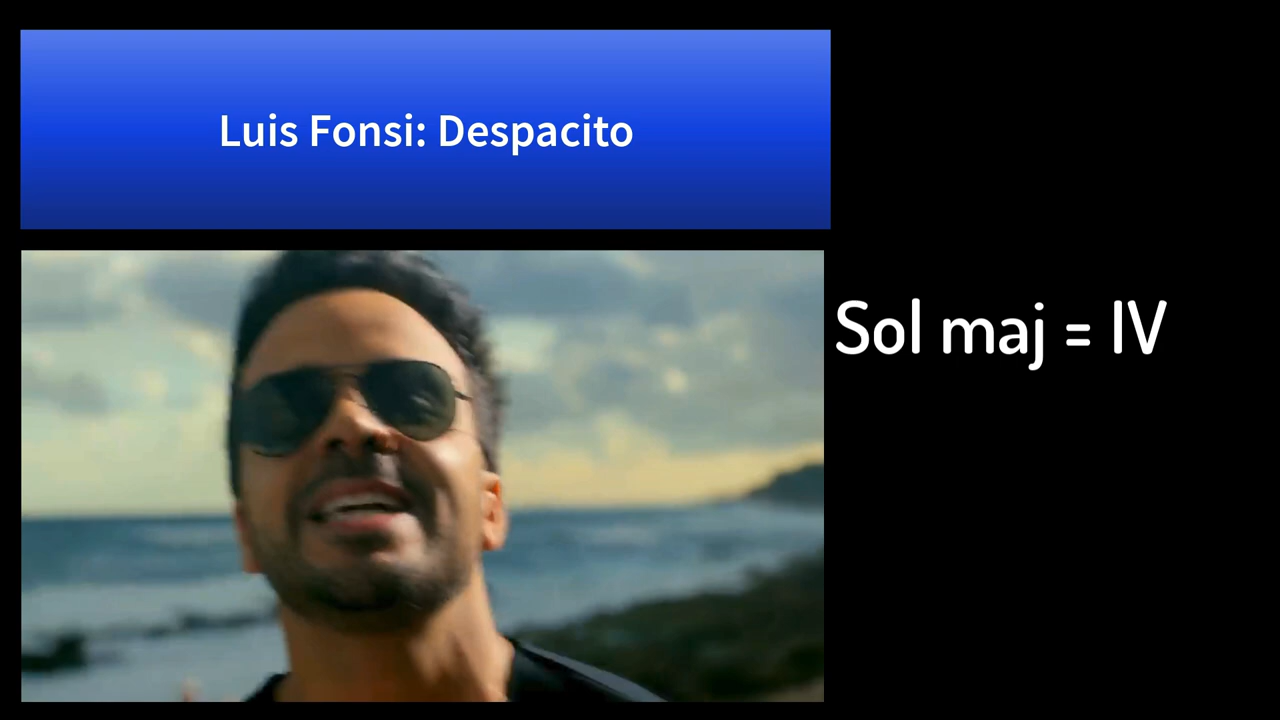 Luis Fonsi: Despacito
Sol maj = IV